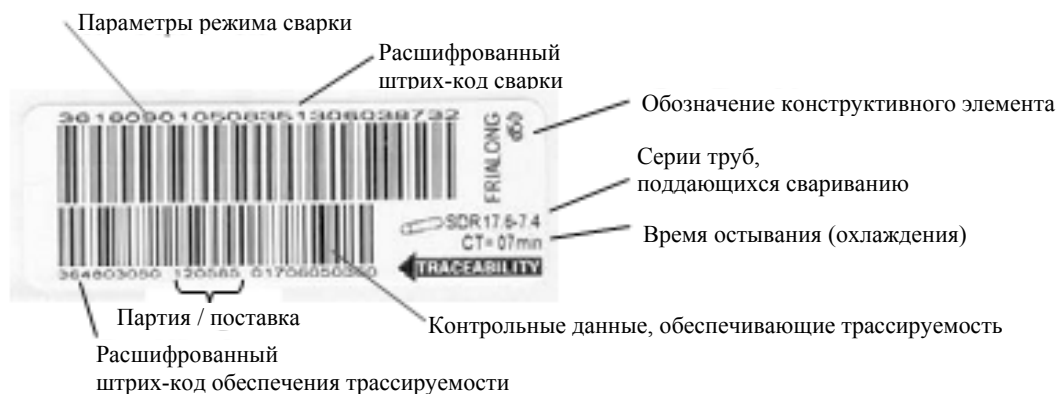 Параметры режима сварки
Расшифрованный
штрих-код сварки
Обозначение конструктивного элемента
Серии труб,
поддающихся свариванию
Время остывания (охлаждения)
FRIALONG
SDR 17.6-7.4
CT= 07min
TRACEABILITY
120585
Партия / поставка
Контрольные данные, обеспечивающие трассируемость
Расшифрованный
штрих-код обеспечения трассируемости